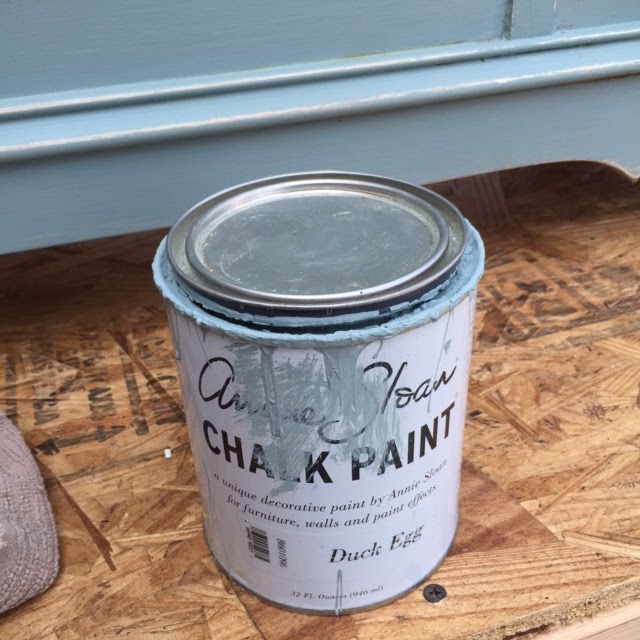 Annie Sloan
CHALK PAINT
a unique decorative paint by Annie Sloan
for furniture, walls and paint effects
Duck Egg
32 Fl. Ounces (946 ml)